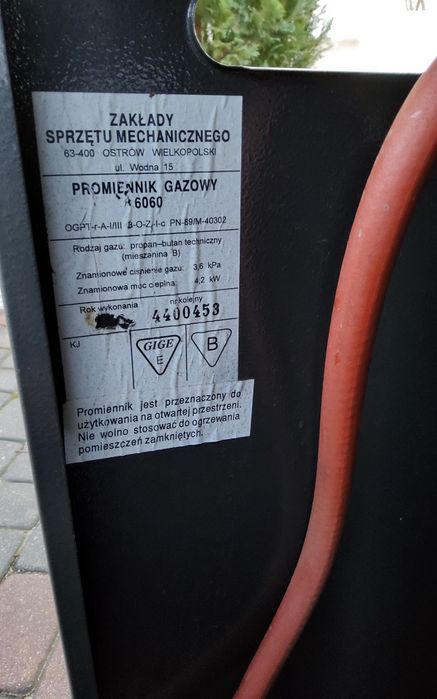 ZAKŁADY
SPRZĘTU MECHANICZNEGO
63-400 OSTRÓW WIELKOPOLSKI
ul. Wodna 15
PROMIENNIK GAZOWY
6060
OGPT-r-A-I/III B-O-Z-I-c PN-89/M-40302
Rodzaj gazu: propan-butan techniczny
(mieszanina B)
Znamionowe ciśnienie gazu: 3,6 kPa
Znamionowa moc cieplna: 4,2 kW
Rok wykonania nr kolejny
4400453
KJ GIGE E B
Promiennik jest przeznaczony do
użytkowania na otwartej przestrzeni.
Nie wolno stosować do ogrzewania
pomieszczeń zamkniętych.